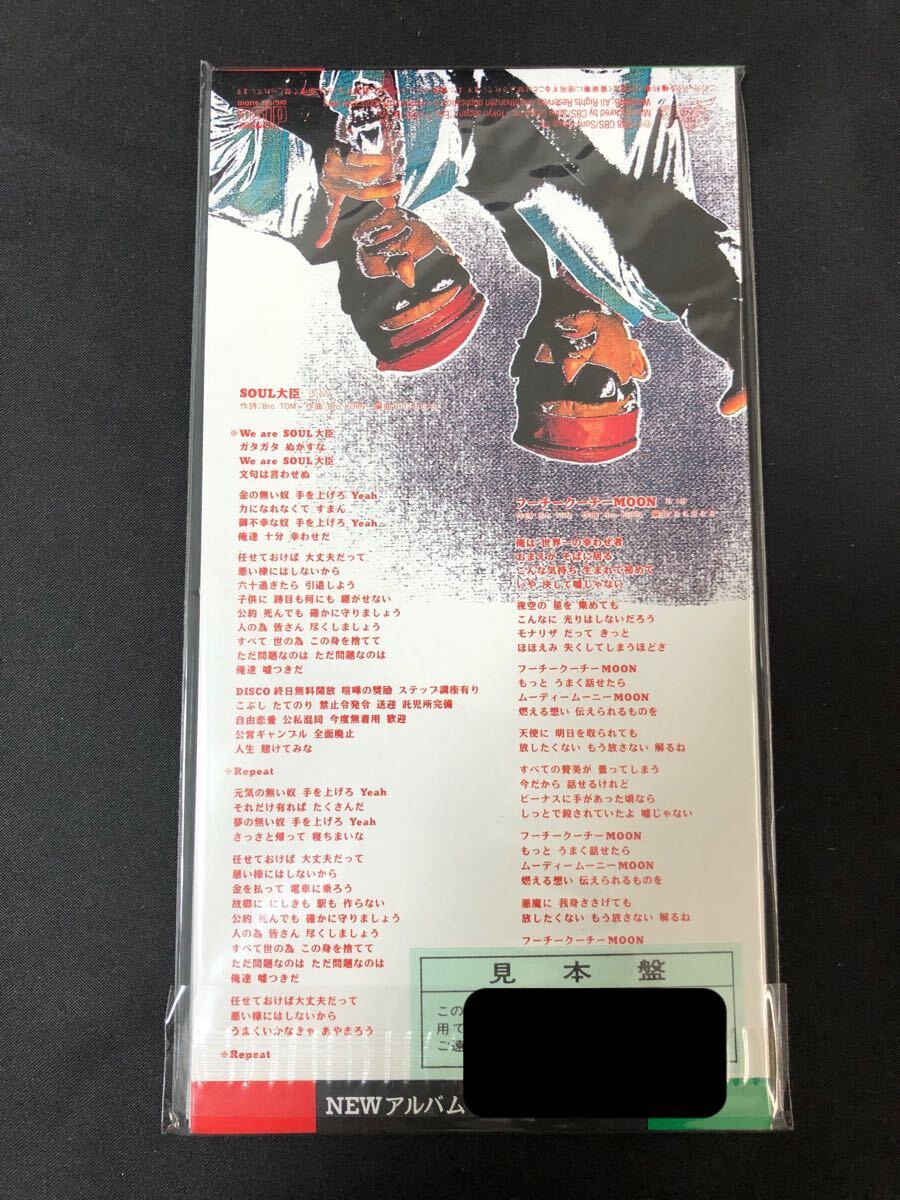 All Rights Reserved.
DIGITAL AUDIO
SOUL大臣
作詩:Bro. TOM 作曲:Bro. KORN 編曲
※We are SOUL大臣
ガタガタ ぬかすな
We are SOUL大臣
文句は言わせぬ
金の無い奴 手を上げろ Yeah
力になれなくて すまん
御不幸な奴 手を上げろ Yeah
俺達 十分 幸わせだ
任せておけば 大丈夫だって
悪い様にはしないから
六十過ぎたら 引退しよう
子供に 跡目も何にも 継がせない
公約 死んでも 確かに守りましょう
人の為 皆さん 尽くしましょう
すべて 世の為 この身を捨てて
ただ問題なのは ただ問題なのは
俺達 嘘つきだ
DISCO 終日無料開放 喧嘩の奨励 ステップ講座有り
こぶし たてのり 禁止令発令 送迎 託児所完備
自由恋愛 公私混同 今度無着用 歓迎
公営ギャンブル 全面廃止
人生 賭けてみな
※Repeat
元気の無い奴 手を上げろ Yeah
それだけ有れば たくさんだ
夢の無い奴 手を上げろ Yeah
さっさと帰って 寝ちまいな
任せておけば 大丈夫だって
悪い様にはしないから
金を払って 電車に乗ろう
故郷に にしきも 駅も 作らない
公約 死んでも 確かに守りましょう
人の為 皆さん 尽くしましょう
すべて世の為 この身を捨てて
ただ問題なのは ただ問題なのは
俺達 嘘つきだ
任せておけば大丈夫だって
悪い様にはしないから
うまくいかなきゃ あやまろう
※Repeat
フーチークーチーMOON
俺は 世界一の幸わせ者
おまえが そばに居る
こんな気持ち 生まれて初めて
いや 決して嘘じゃない
夜空の 星を 集めても
こんなに 光りはしないだろう
モナリザ だって きっと
ほほえみ 失くしてしまうほどさ
フーチークーチーMOON
もっと うまく話せたら
ムーディームーニーMOON
燃える想い 伝えられるものを
天使に 明日を取られても
放したくない もう放さない 解るね
すべての賛美が 曇ってしまう
今だから 話せるけれど
ビーナスに手があった頃なら
しっとで殺されていたよ 嘘じゃない
フーチークーチーMOON
もっと うまく話せたら
ムーディームーニーMOON
燃える想い 伝えられるものを
悪魔に 我身ささげても
放したくない もう放さない 解るね
フーチークーチーMOON
見本盤
この
用て
ご遠
NEWアルバム